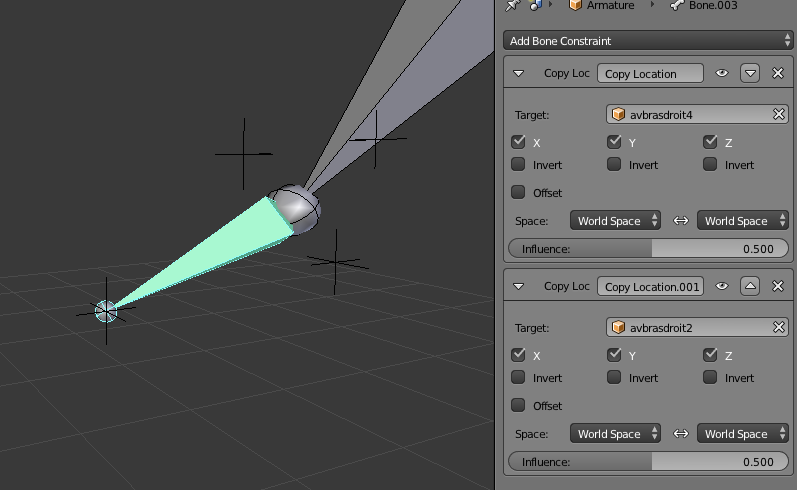 Armature Bone.003
Add Bone Constraint
Copy Loc Copy Location
Target: avbrasdroit4
X Y Z
Invert Invert Invert
Offset
Space: World Space World Space
Influence: 0.500
Copy Loc Copy Location.001
Target: avbrasdroit2
X Y Z
Invert Invert Invert
Offset
Space: World Space World Space
Influence: 0.500